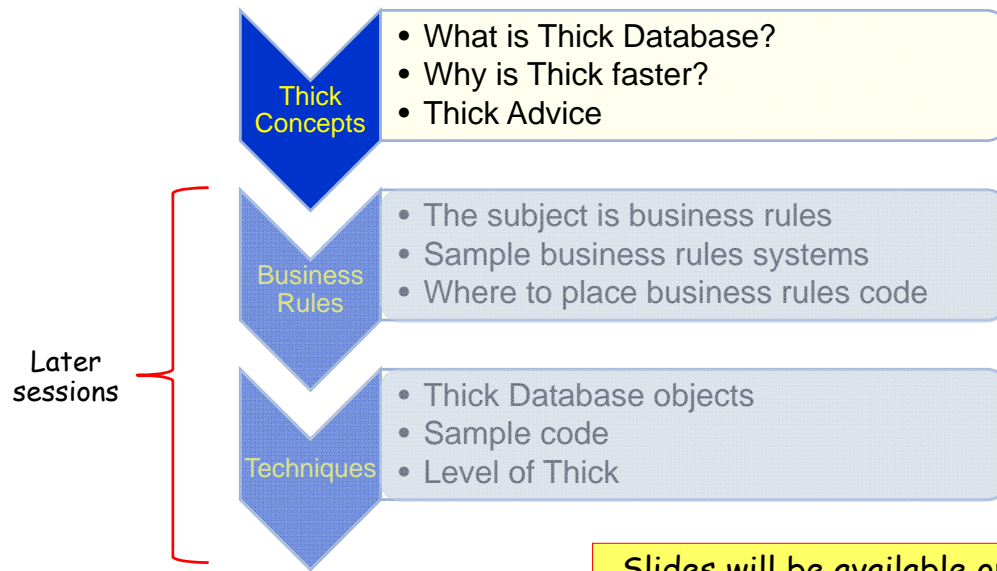 Thick
Concepts
• What is Thick Database?
• Why is Thick faster?
• Thick Advice
Later
sessions
Business
Rules
• The subject is business rules
• Sample business rules systems
• Where to place business rules code
Techniques
• Thick Database objects
• Sample code
• Level of Thick
Slides will be available